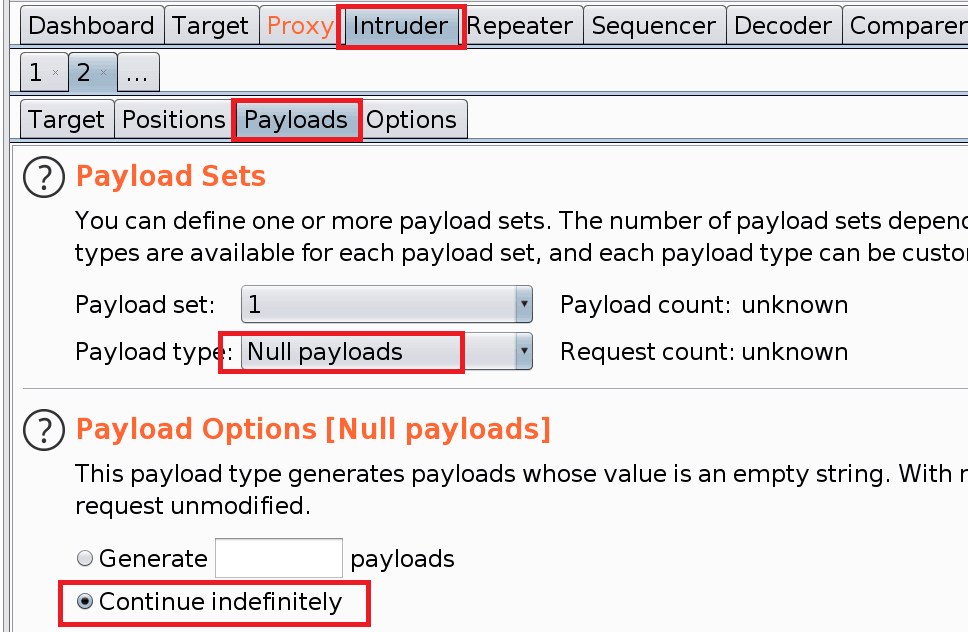 Dashboard Target Proxy Intruder Repeater Sequencer Decoder Comparer
1 × 2 × ...
Target Positions Payloads Options
? Payload Sets
You can define one or more payload sets. The number of payload sets depend
types are available for each payload set, and each payload type can be custo
Payload set: 1 Payload count: unknown
Payload type: Null payloads Request count: unknown
? Payload Options [Null payloads]
This payload type generates payloads whose value is an empty string. With
request unmodified.
Generate payloads
Continue indefinitely